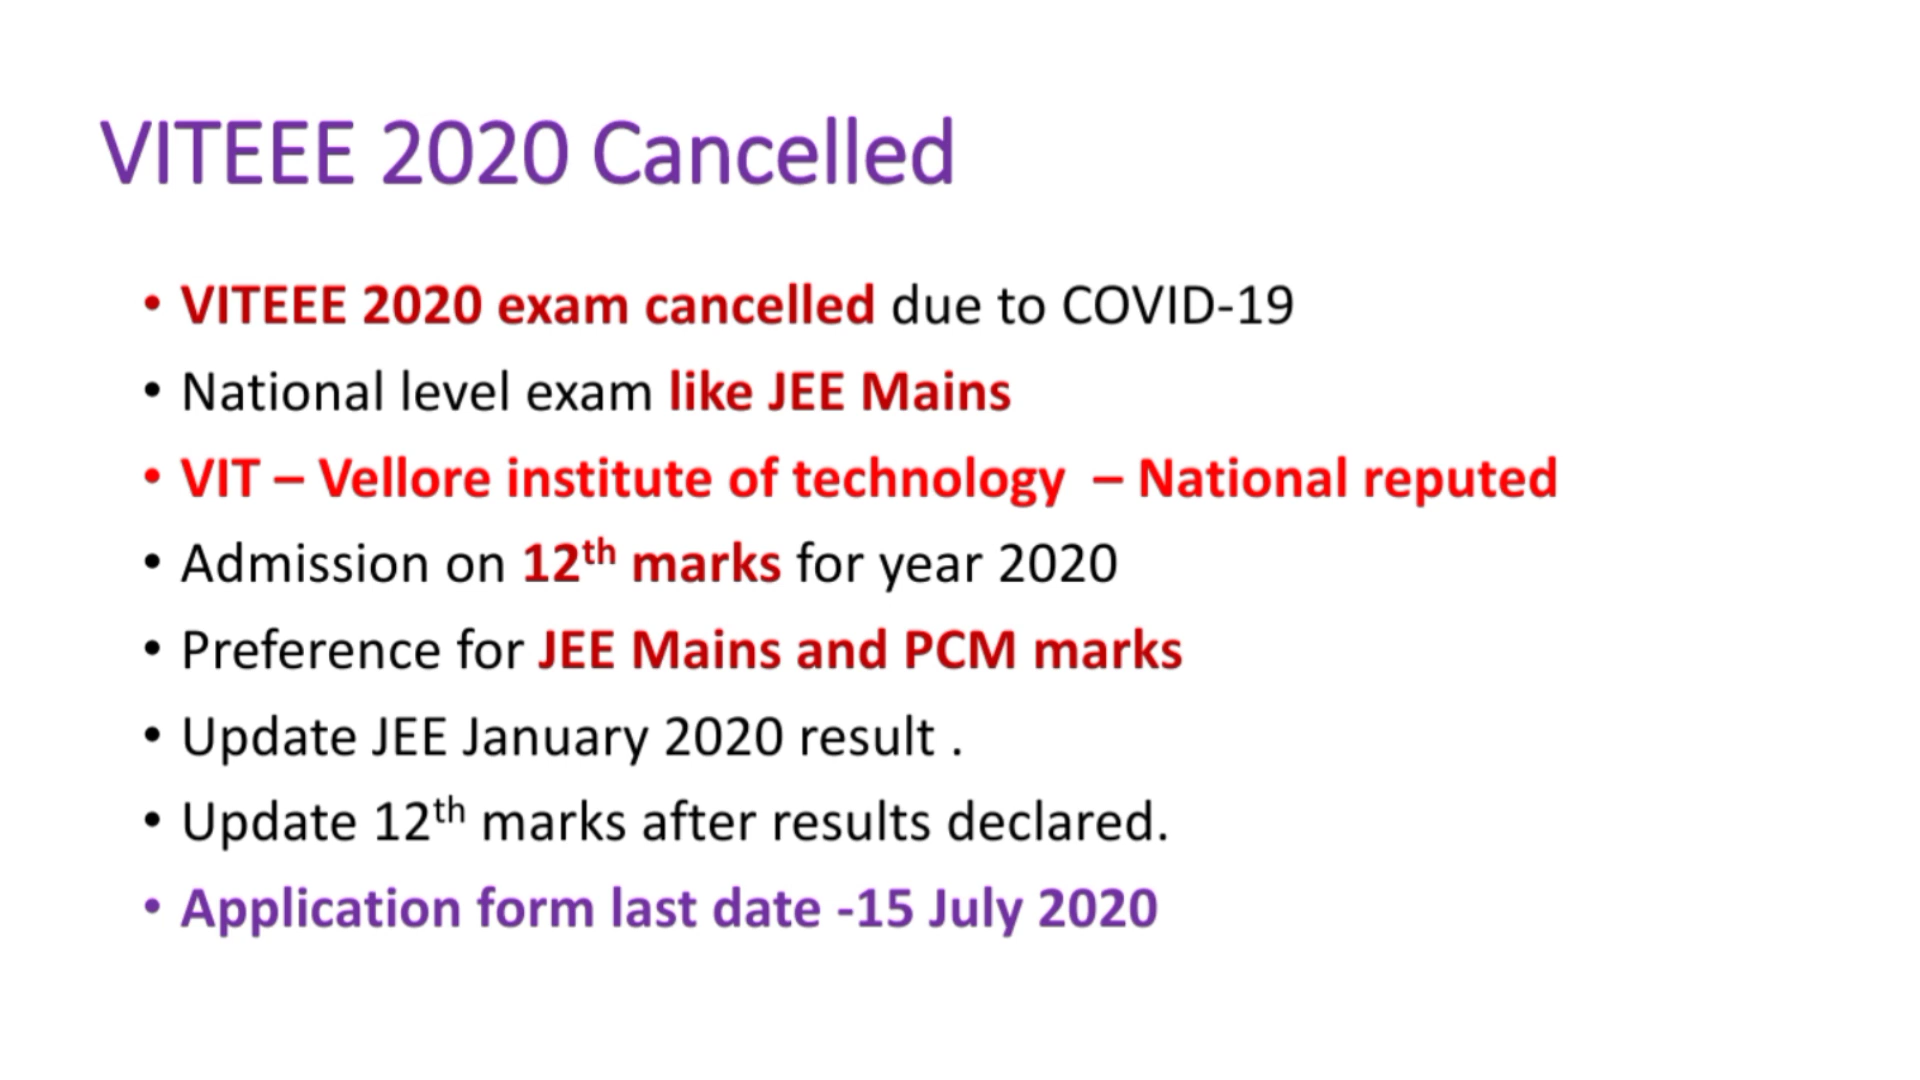 VITEEE 2020 Cancelled
• VITEEE 2020 exam cancelled due to COVID-19
• National level exam like JEE Mains
• VIT – Vellore institute of technology  – National reputed
• Admission on 12th marks for year 2020
• Preference for JEE Mains and PCM marks
• Update JEE January 2020 result .
• Update 12th marks after results declared.
• Application form last date -15 July 2020